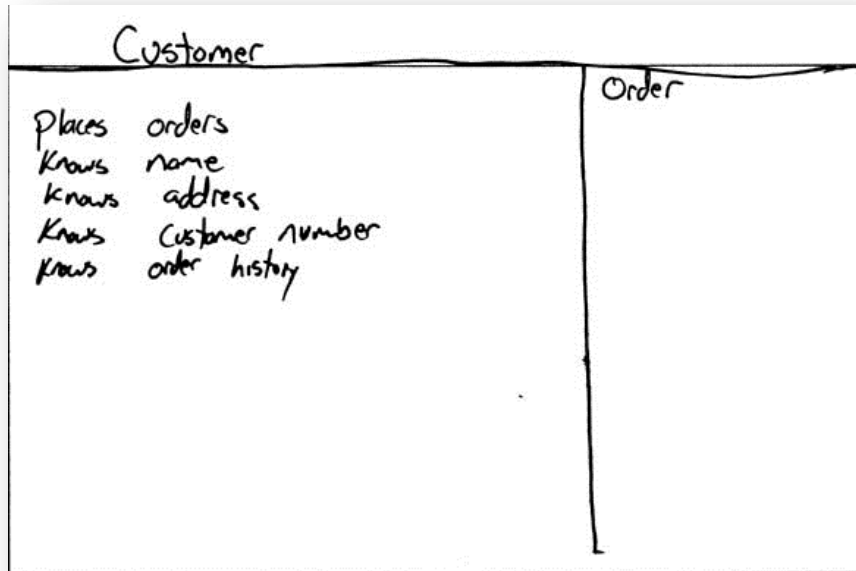 Customer
Order
Places orders
Knows name
Knows address
Knows customer number
Knows order history